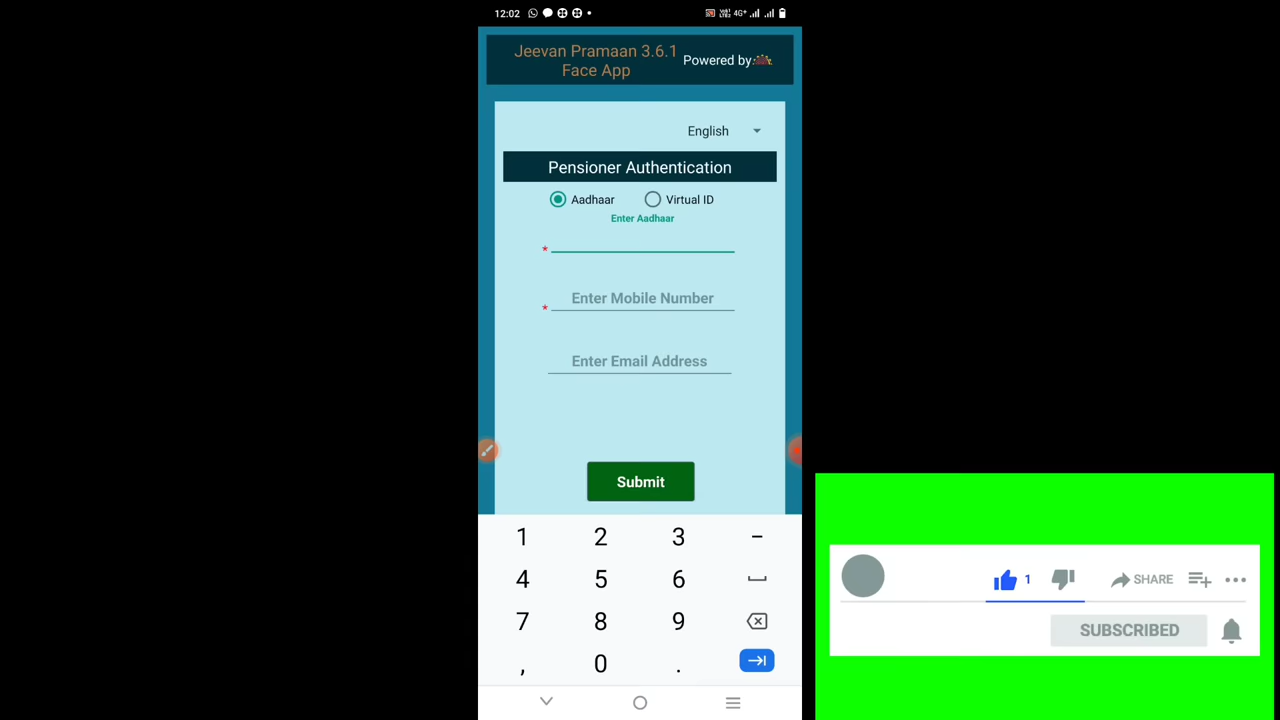 12:02
4G+
Jeevan Pramaan 3.6.1
Face App
Powered by
English
Pensioner Authentication
Aadhaar
Virtual ID
Enter Aadhaar
*
Enter Mobile Number
*
Enter Email Address
Submit
1 2 3 -
4 5 6
7 8 9
, 0 .
1
SHARE
SUBSCRIBED